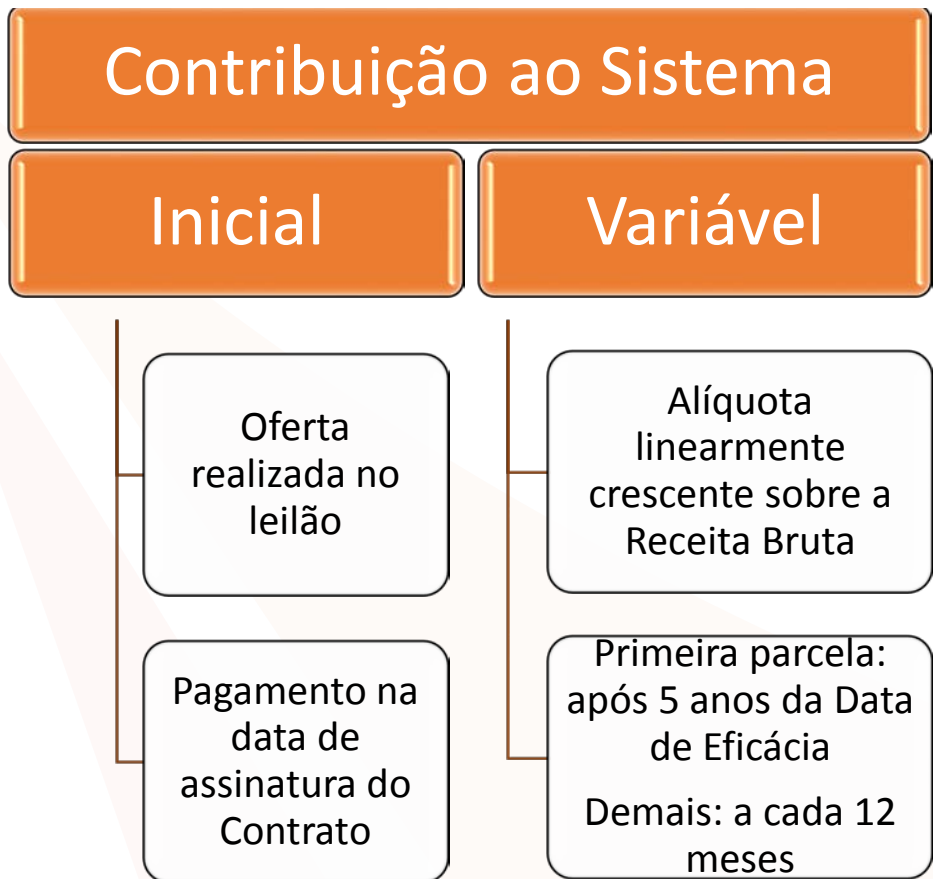 Contribuição ao Sistema
Inicial
Oferta
realizada no
leilão
Pagamento na
data de
assinatura do
Contrato
Variável
Alíquota
linearmente
crescente sobre a
Receita Bruta
Primeira parcela:
após 5 anos da Data
de Eficácia
Demais: a cada 12
meses